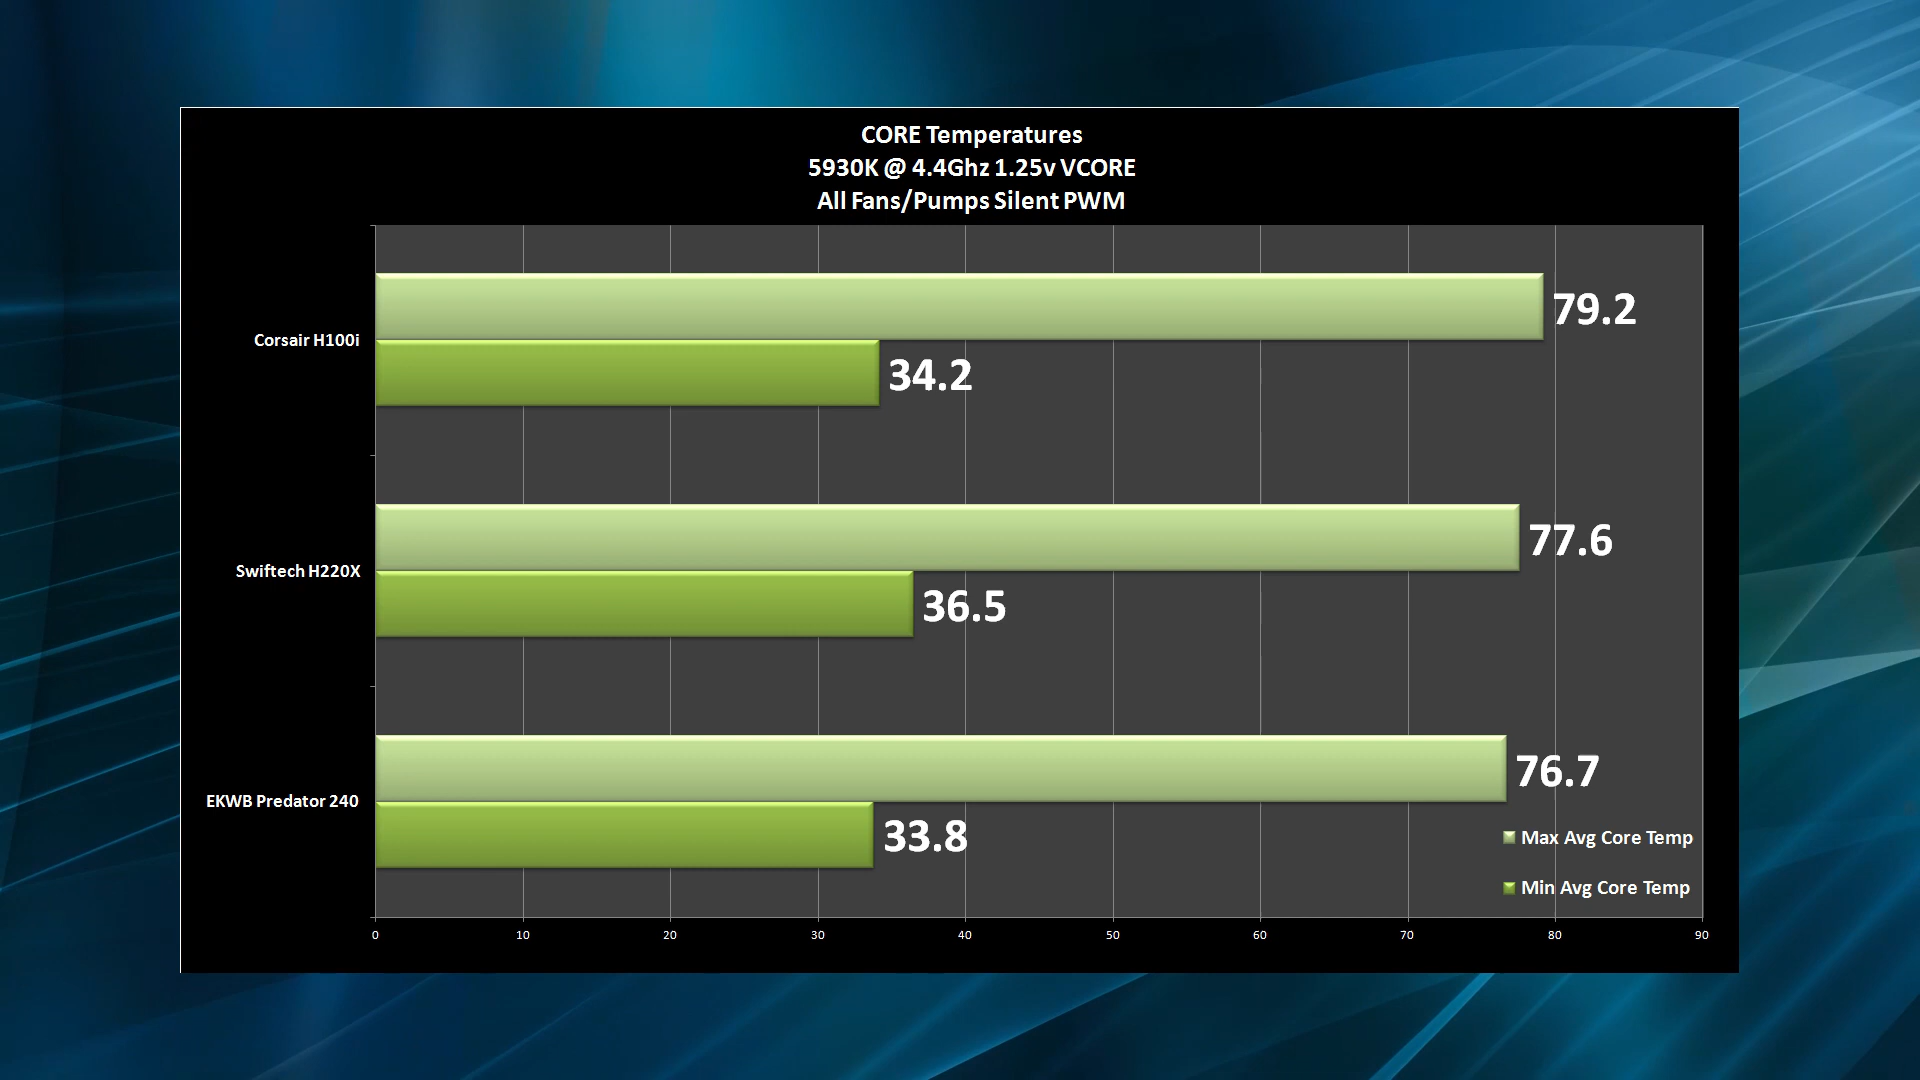 CORE Temperatures
5930K @ 4.4Ghz 1.25v VCORE
All Fans/Pumps Silent PWM
Corsair H100i
79.2
34.2
Swiftech H220X
77.6
36.5
EKWB Predator 240
76.7
33.8
Max Avg Core Temp
Min Avg Core Temp
0 10 20 30 40 50 60 70 80 90